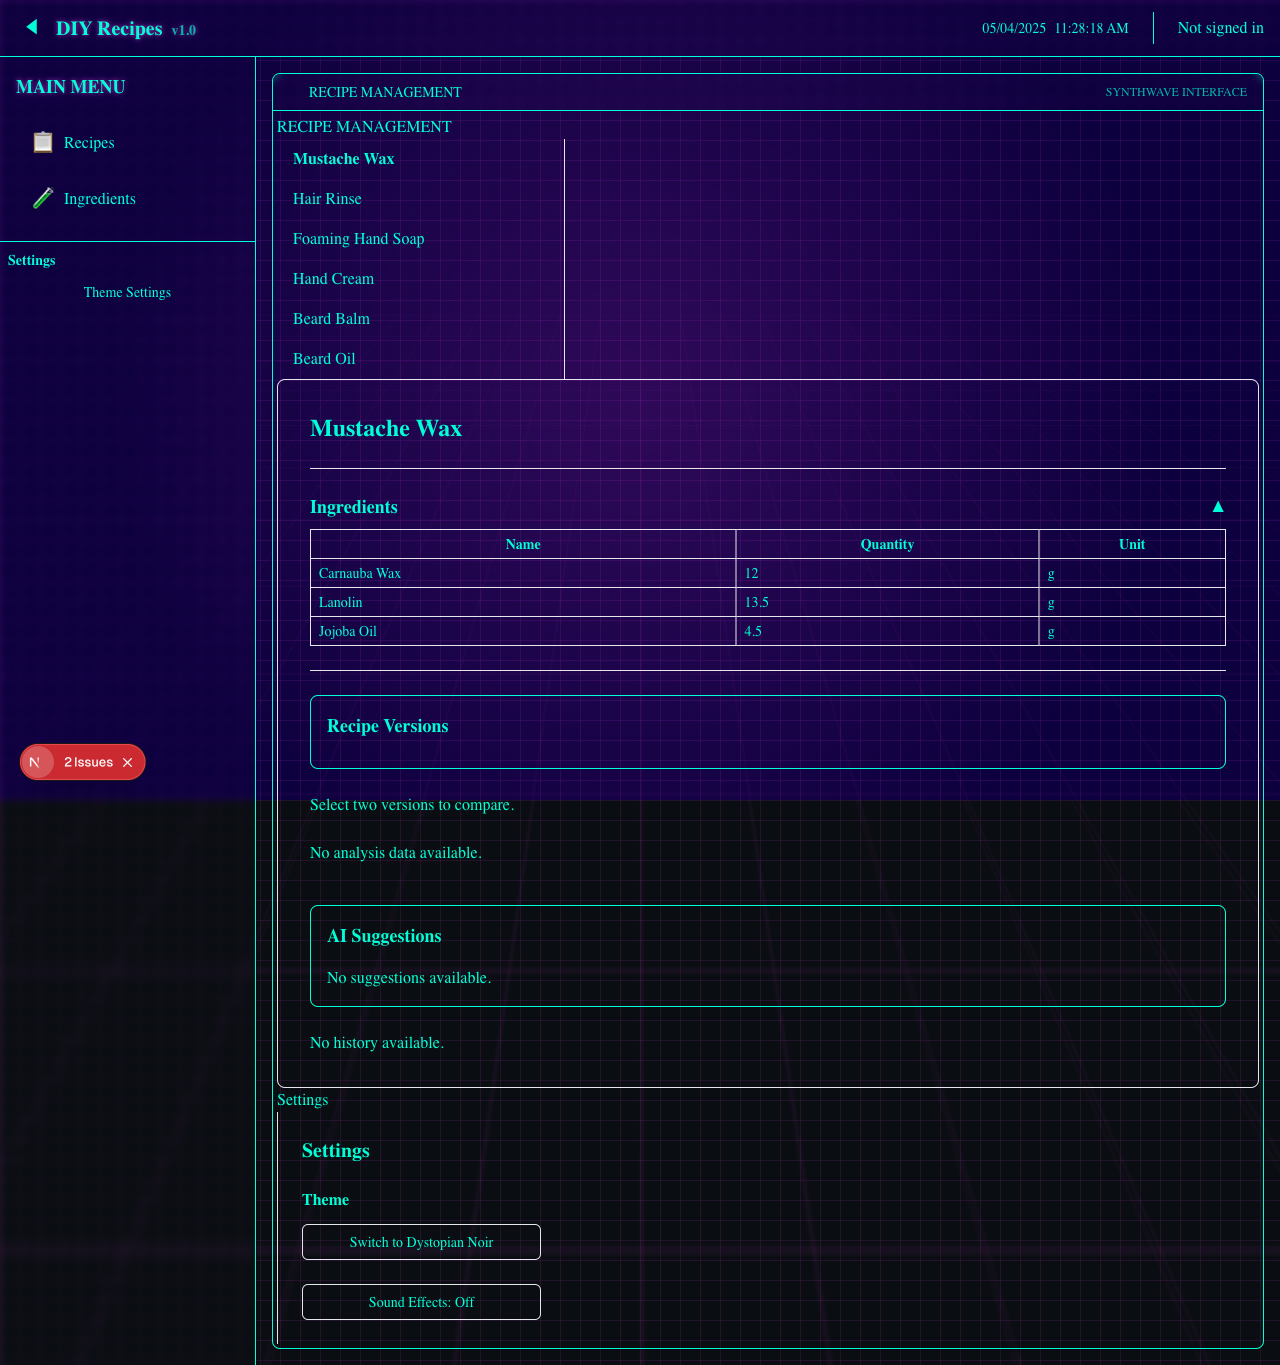 DIY Recipes v1.0
05/04/2025 11:28:18 AM
Not signed in
MAIN MENU
Recipes
Ingredients
Settings
Theme Settings
RECIPE MANAGEMENT
SYNTHWAVE INTERFACE
RECIPE MANAGEMENT
Mustache Wax
Hair Rinse
Foaming Hand Soap
Hand Cream
Beard Balm
Beard Oil
Mustache Wax
Ingredients
Name Quantity Unit
Carnauba Wax 12 g
Lanolin 13.5 g
Jojoba Oil 4.5 g
Recipe Versions
Select two versions to compare.
No analysis data available.
AI Suggestions
No suggestions available.
No history available.
Settings
Settings
Theme
Switch to Dystopian Noir
Sound Effects: Off
N 2 Issues